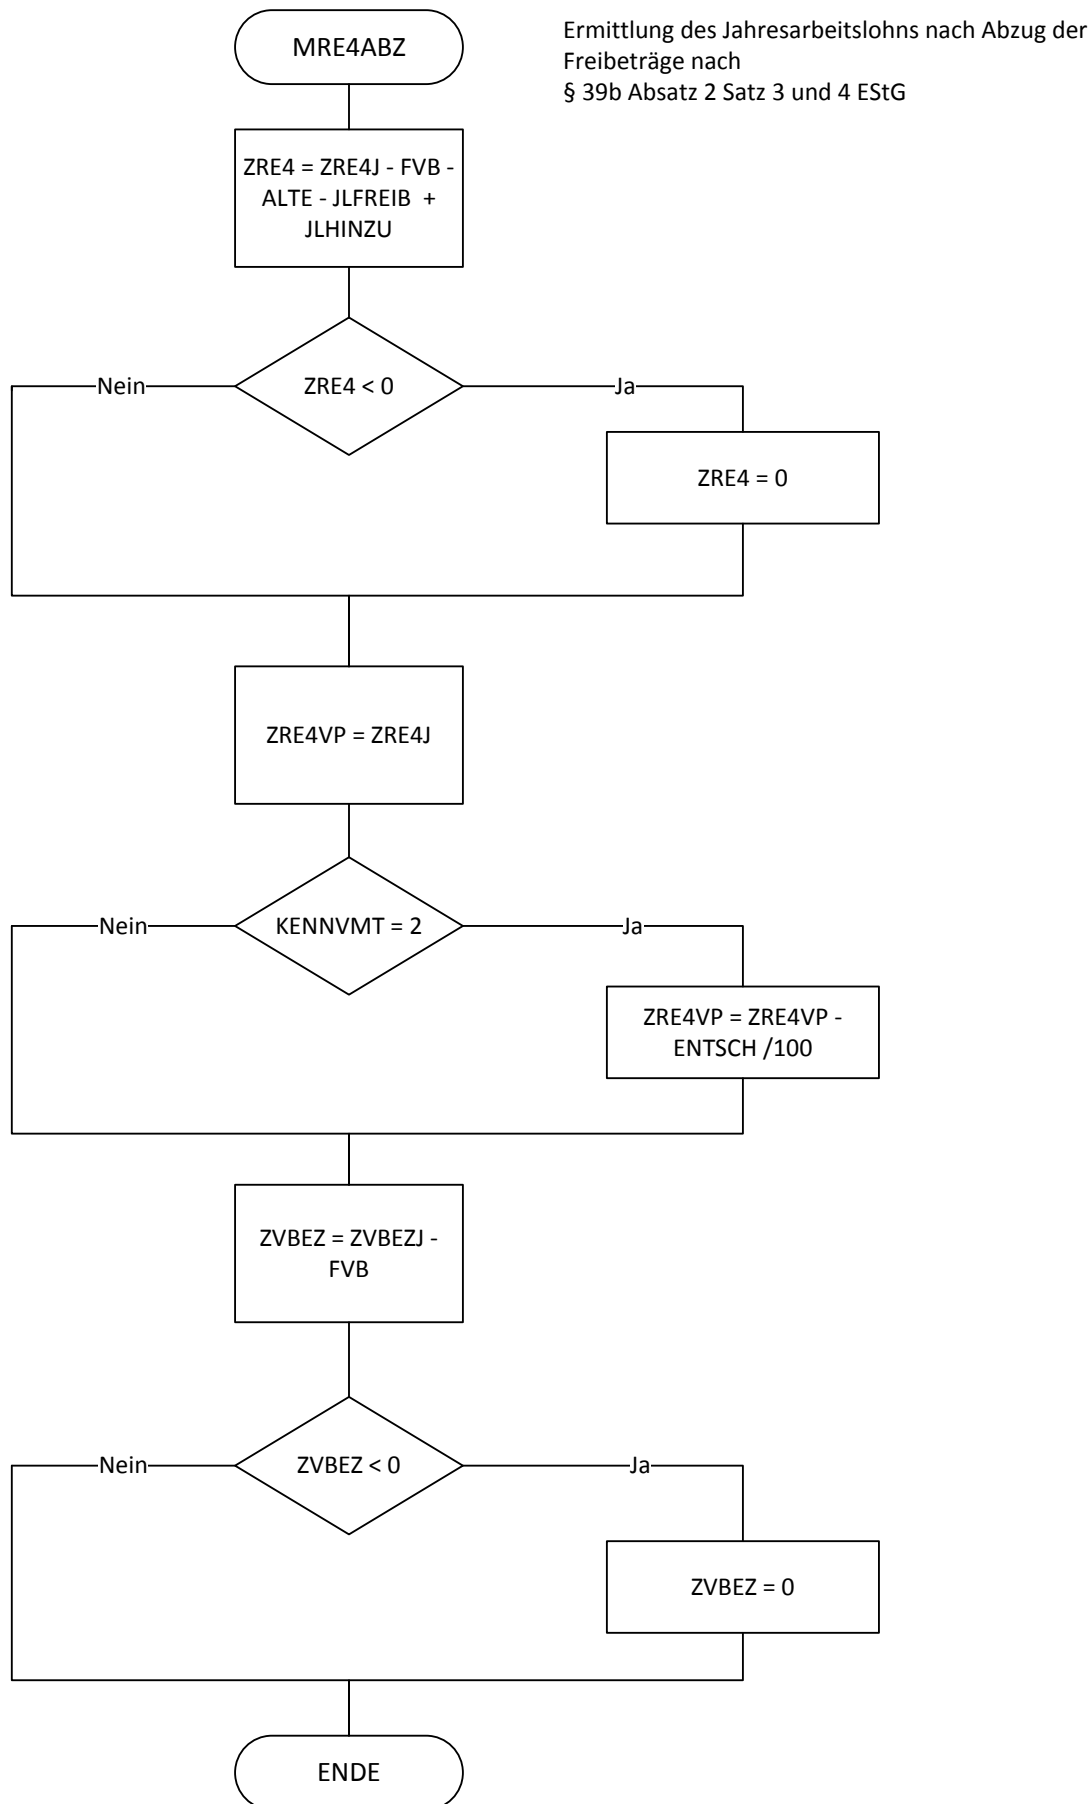 MRE4ABZ
Ermittlung des Jahresarbeitslohns nach Abzug der
Freibeträge nach
§ 39b Absatz 2 Satz 3 und 4 EStG
ZRE4 = ZRE4J - FVB -
ALTE - JLFREIB +
JLHINZU
Nein
ZRE4 < 0
Ja
ZRE4 = 0
ZRE4VP = ZRE4J
Nein
KENNVMT = 2
Ja
ZRE4VP = ZRE4VP -
ENTSCH /100
ZVBEZ = ZVBEZJ -
FVB
Nein
ZVBEZ < 0
Ja
ZVBEZ = 0
ENDE